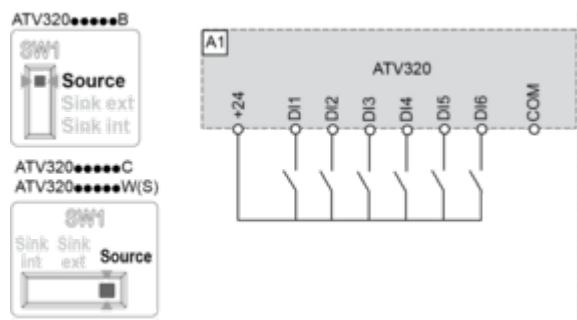 ATV320●●●●●B
SW1
Source
Sink ext
Sink int
ATV320●●●●●C
ATV320●●●●●W(S)
SW1
Sink int
Sink ext
Source
A1
ATV320
+24
DI1
DI2
DI3
DI4
DI5
DI6
COM